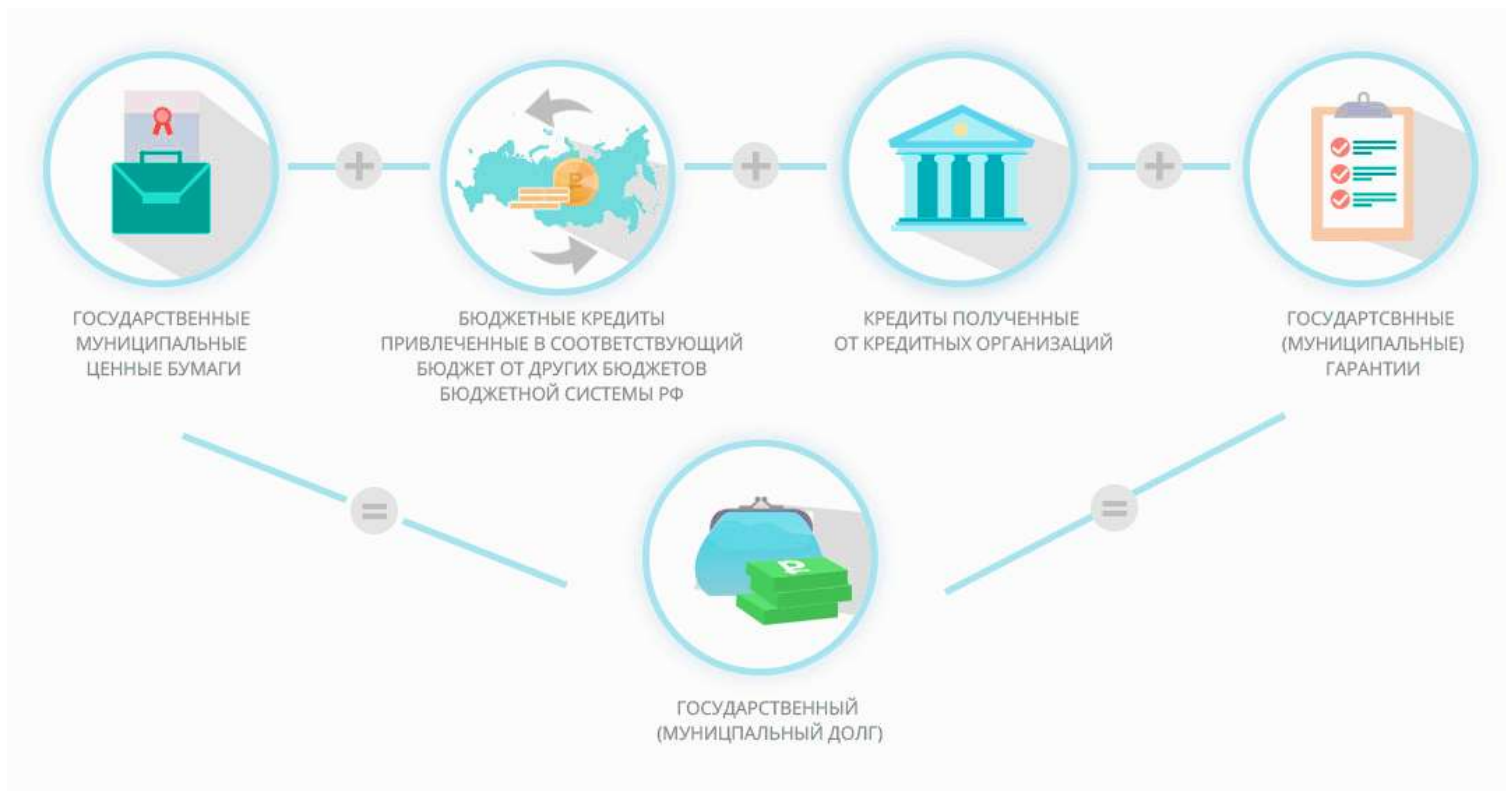 ГОСУДАРСТВЕННЫЕ
МУНИЦИПАЛЬНЫЕ
ЦЕННЫЕ БУМАГИ
БЮДЖЕТНЫЕ КРЕДИТЫ
ПРИВЛЕЧЕННЫЕ В СООТВЕТСТВУЮЩИЙ
БЮДЖЕТ ОТ ДРУГИХ БЮДЖЕТОВ
БЮДЖЕТНОЙ СИСТЕМЫ РФ
КРЕДИТЫ ПОЛУЧЕННЫЕ
ОТ КРЕДИТНЫХ ОРГАНИЗАЦИЙ
ГОСУДАРТСВННЫЕ
(МУНИЦИПАЛЬНЫЕ)
ГАРАНТИИ
ГОСУДАРСТВЕННЫЙ
(МУНИЦПАЛЬНЫЙ ДОЛГ)